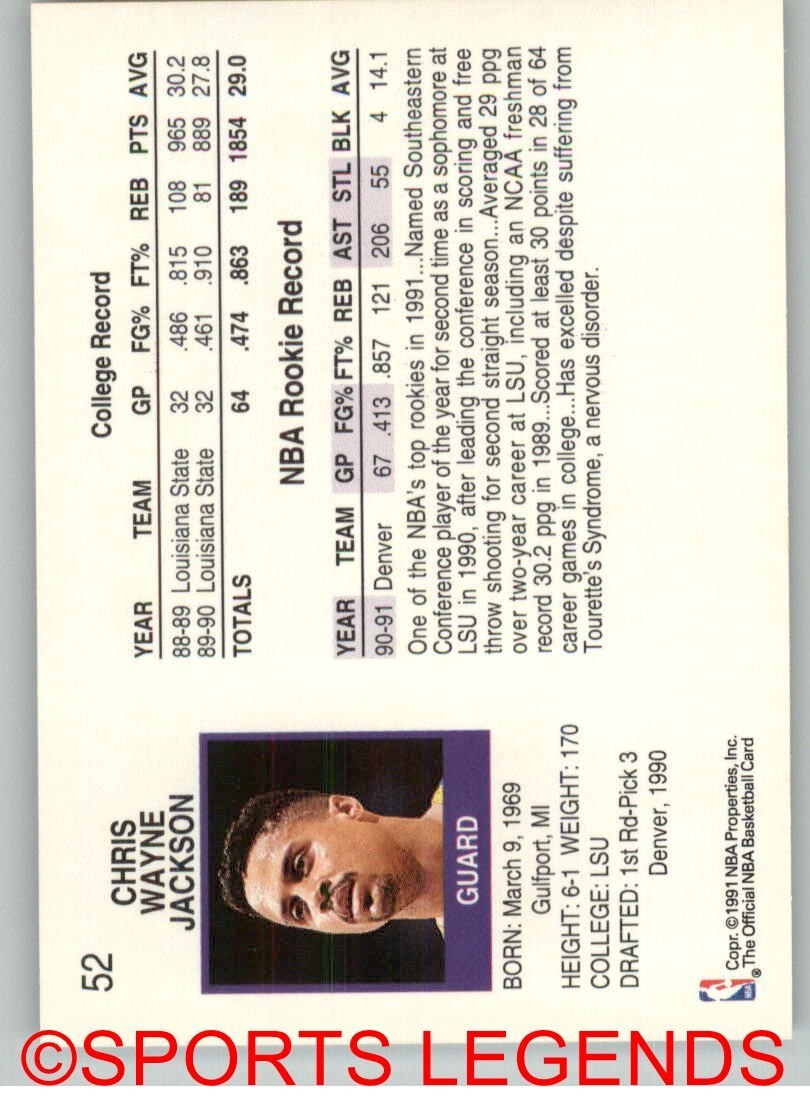 52
CHRIS
WAYNE
JACKSON
GUARD
BORN: March 9, 1969
Gulfport, MI
HEIGHT: 6-1 WEIGHT: 170
COLLEGE: LSU
DRAFTED: 1st Rd-Pick 3
Denver, 1990
NBA
®
Copr. ©1991 NBA Properties, Inc.
The Official NBA Basketball Card
College Record
YEAR TEAM GP FG% FT% REB PTS AVG
88-89 Louisiana State 32 .486 .815 108 965 30.2
89-90 Louisiana State 32 .461 .910 81 889 27.8
TOTALS 64 .474 .863 189 1854 29.0
NBA Rookie Record
YEAR TEAM GP FG% FT% REB AST STL BLK AVG
90-91 Denver 67 .413 .857 121 206 55 4 14.1
One of the NBA's top rookies in 1991...Named Southeastern
Conference player of the year for second time as a sophomore at
LSU in 1990, after leading the conference in scoring and free
throw shooting for second straight season...Averaged 29 ppg
over two-year career at LSU, including an NCAA freshman
record 30.2 ppg in 1989...Scored at least 30 points in 28 of 64
career games in college...Has excelled despite suffering from
Tourette's Syndrome, a nervous disorder.
©SPORTS LEGENDS